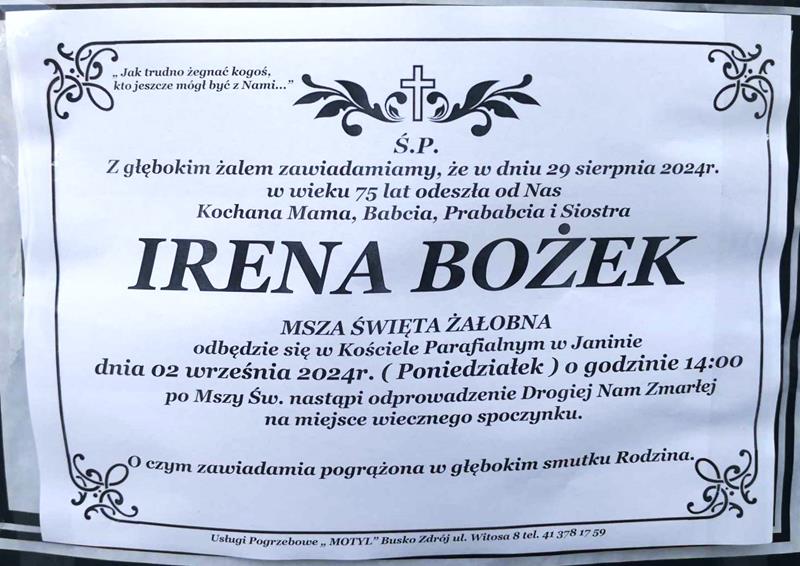 „ Jak trudno żegnać kogoś,
kto jeszcze mógł być z Nami...”
Ś.P.
Z głębokim żalem zawiadamiamy, że w dniu 29 sierpnia 2024r.
w wieku 75 lat odeszła od Nas
Kochana Mama, Babcia, Prababcia i Siostra
IRENA BOŻEK
MSZA ŚWIĘTA ŻAŁOBNA
odbędzie się w Kościele Parafialnym w Janinie
dnia 02 września 2024r. ( Poniedziałek ) o godzinie 14:00
po Mszy Św. nastąpi odprowadzenie Drogiej Nam Zmarłej
na miejsce wiecznego spoczynku.
O czym zawiadamia pogrążona w głębokim smutku Rodzina.
Usługi Pogrzebowe „ MOTYL” Busko Zdrój ul. Witosa 8 tel. 41 378 17 59